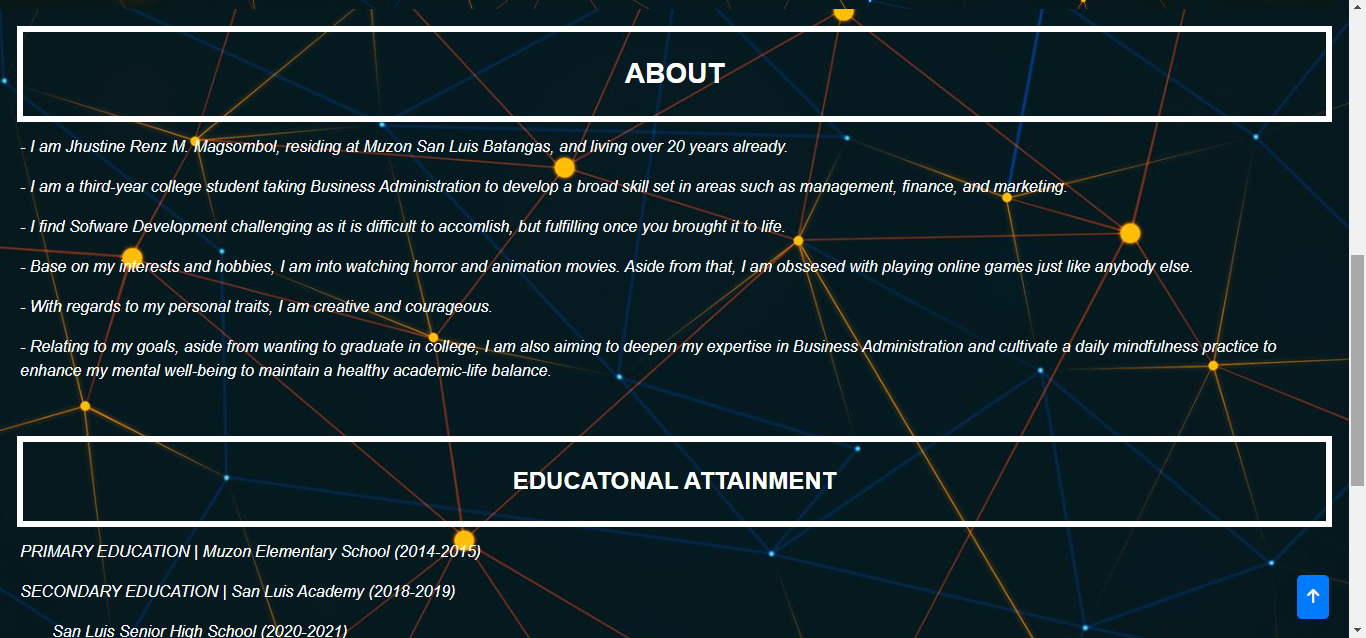 ABOUT
- I am Jhustine Renz M. Magsombol, residing at Muzon San Luis Batangas, and living over 20 years already.
- I am a third-year college student taking Business Administration to develop a broad skill set in areas such as management, finance, and marketing.
- I find Sofware Development challenging as it is difficult to accomlish, but fulfilling once you brought it to life.
- Base on my interests and hobbies, I am into watching horror and animation movies. Aside from that, I am obssesed with playing online games just like anybody else.
- With regards to my personal traits, I am creative and courageous.
- Relating to my goals, aside from wanting to graduate in college, I am also aiming to deepen my expertise in Business Administration and cultivate a daily mindfulness practice to
enhance my mental well-being to maintain a healthy academic-life balance.
EDUCATONAL ATTAINMENT
PRIMARY EDUCATION | Muzon Elementary School (2014-2015)
SECONDARY EDUCATION | San Luis Academy (2018-2019)
San Luis Senior High School (2020-2021)